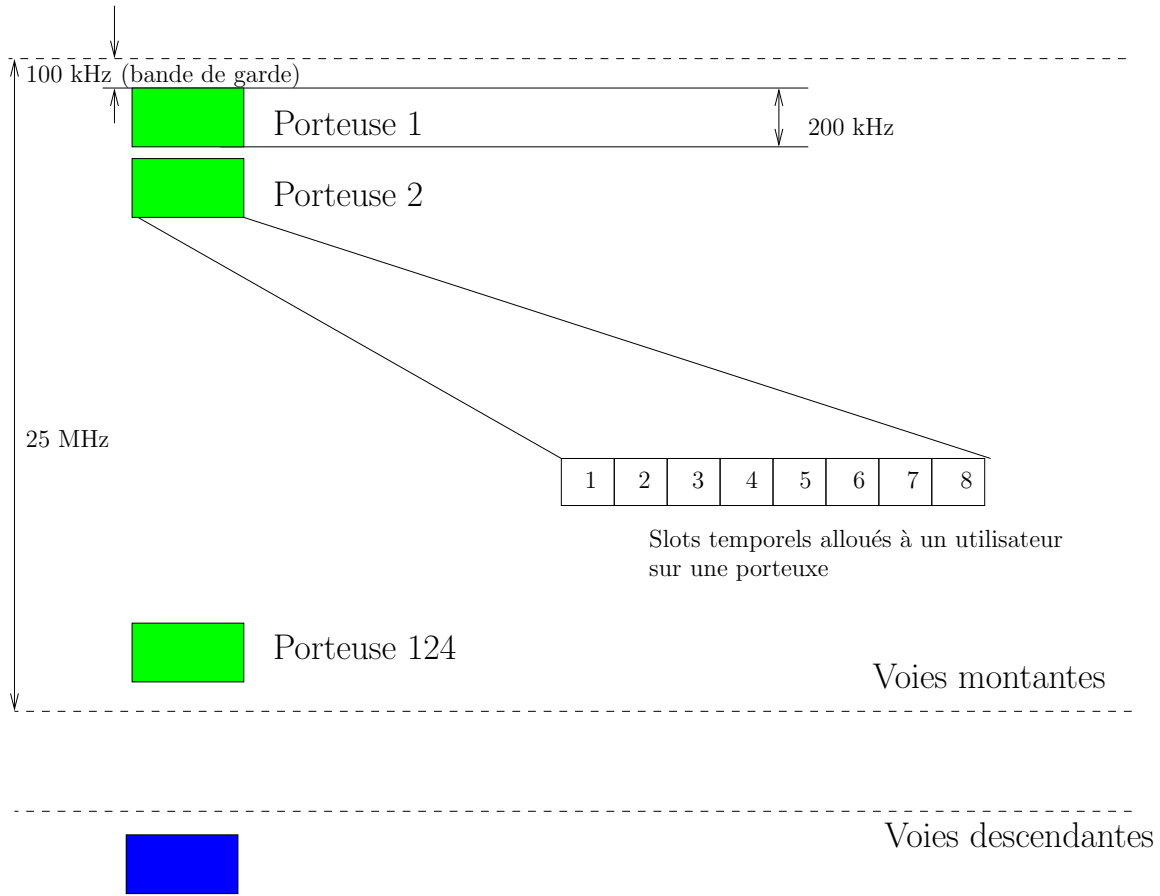 100 kHz (bande de garde)
Porteuse 1
200 kHz
Porteuse 2
25 MHz
1 2 3 4 5 6 7 8
Slots temporels alloués à un utilisateur
sur une porteuxe
Porteuse 124
Voies montantes
Voies descendantes